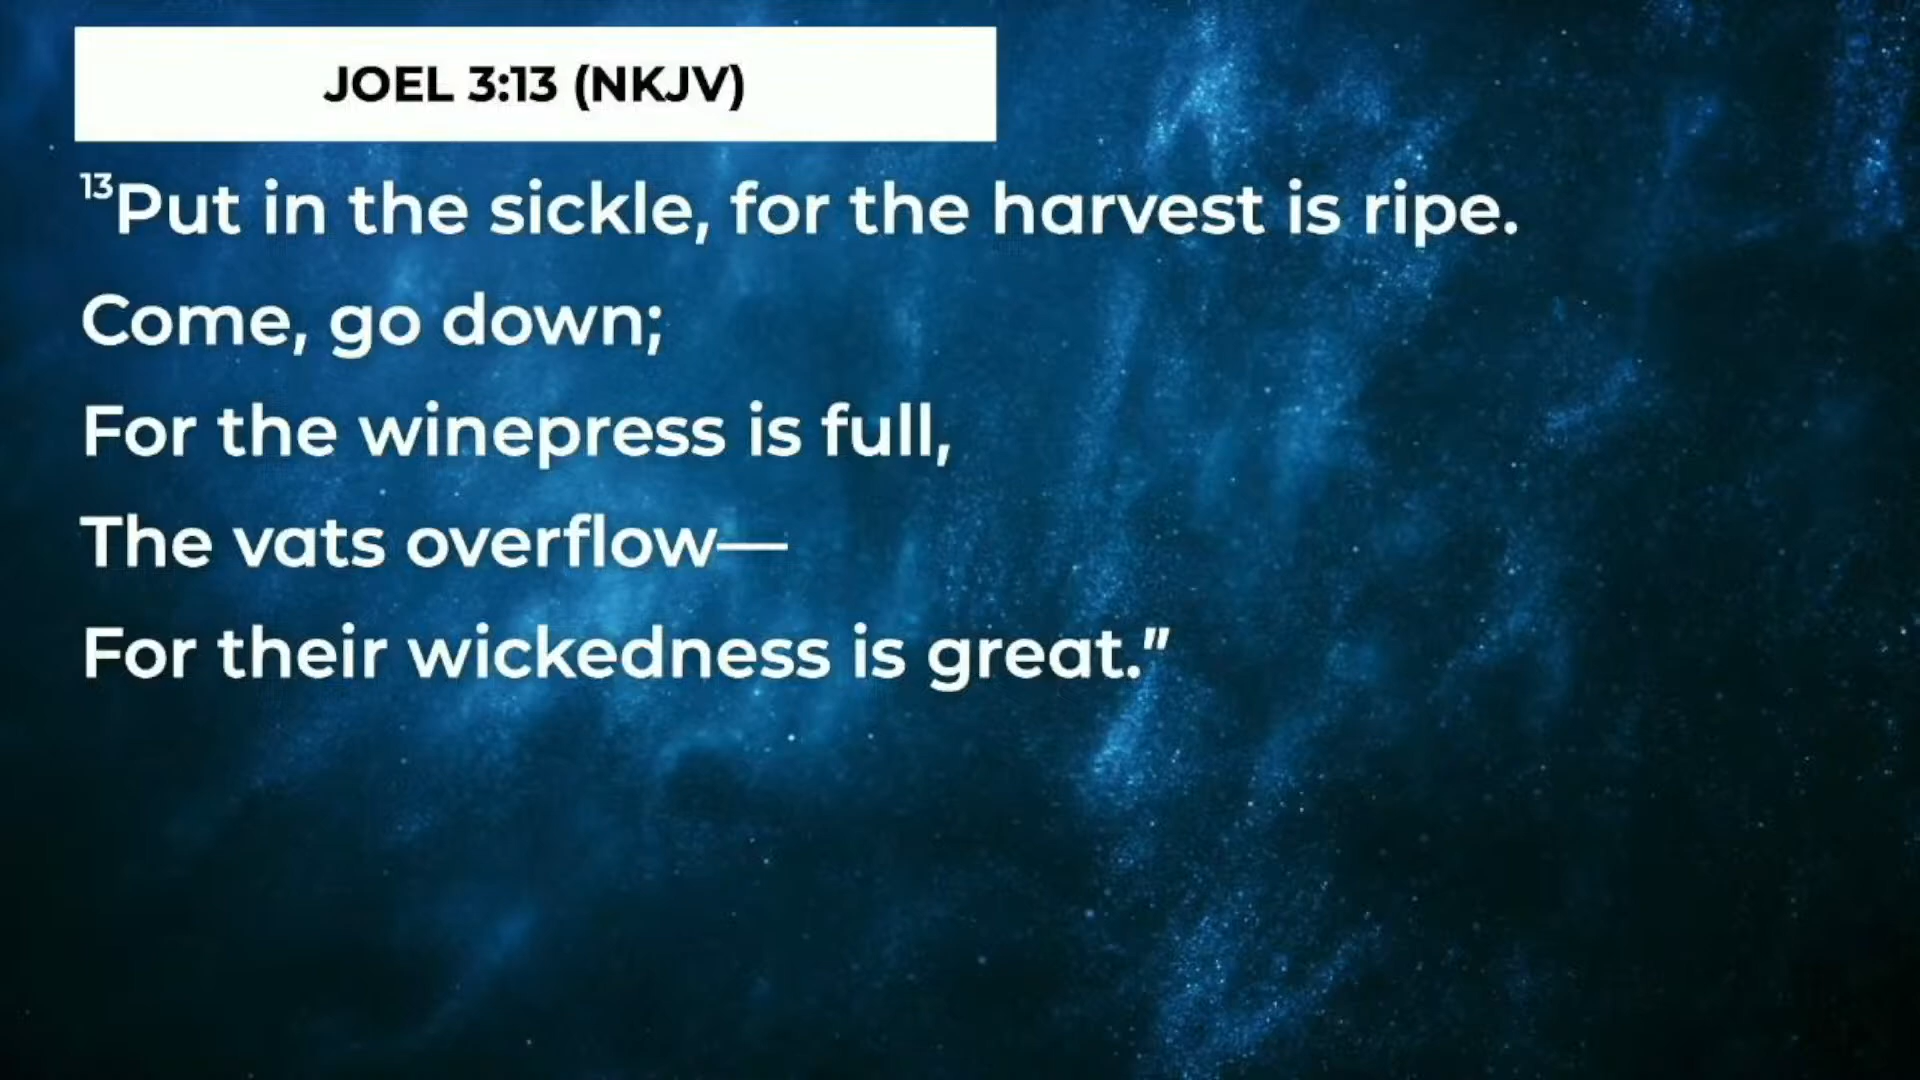 JOEL 3:13 (NKJV)
13Put in the sickle, for the harvest is ripe.
Come, go down;
For the winepress is full,
The vats overflow—
For their wickedness is great.”